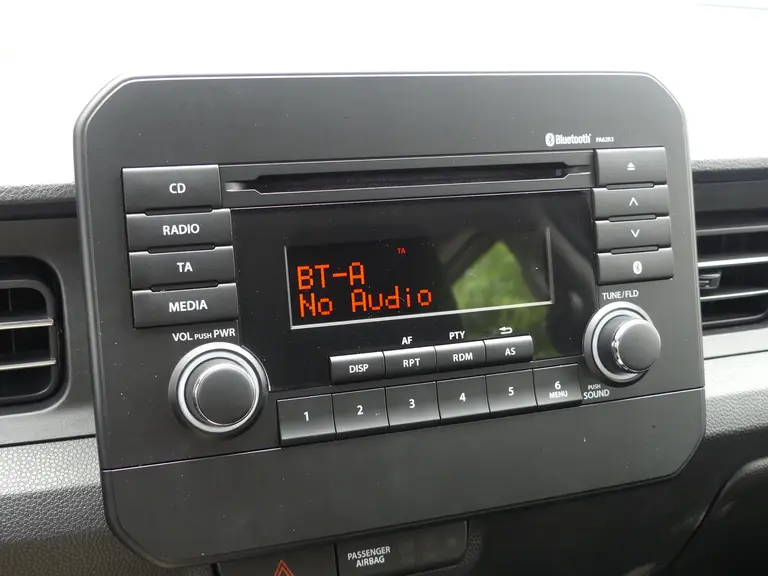 Bluetooth PA62R3
CD
RADIO
TA
MEDIA
TA
BT-A
No Audio
TUNE/FLD
VOL PUSH PWR
AF
PTY
DISP
RPT
RDM
AS
1
2
3
4
5
6
MENU
PUSH
SOUND
PASSENGER
AIRBAG